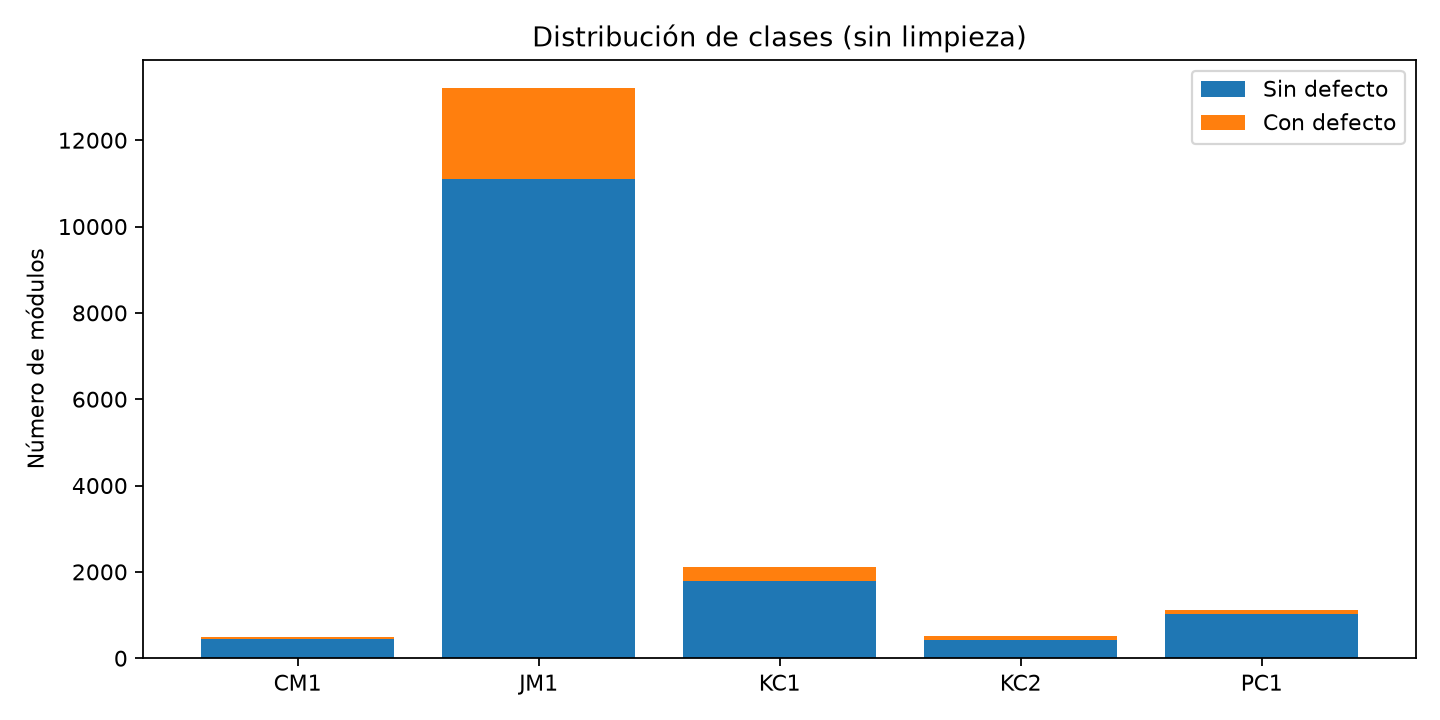 Distribución de clases (sin limpieza)
Sin defecto
Con defecto
Número de módulos
12000
10000
8000
6000
4000
2000
0
CM1
JM1
KC1
KC2
PC1